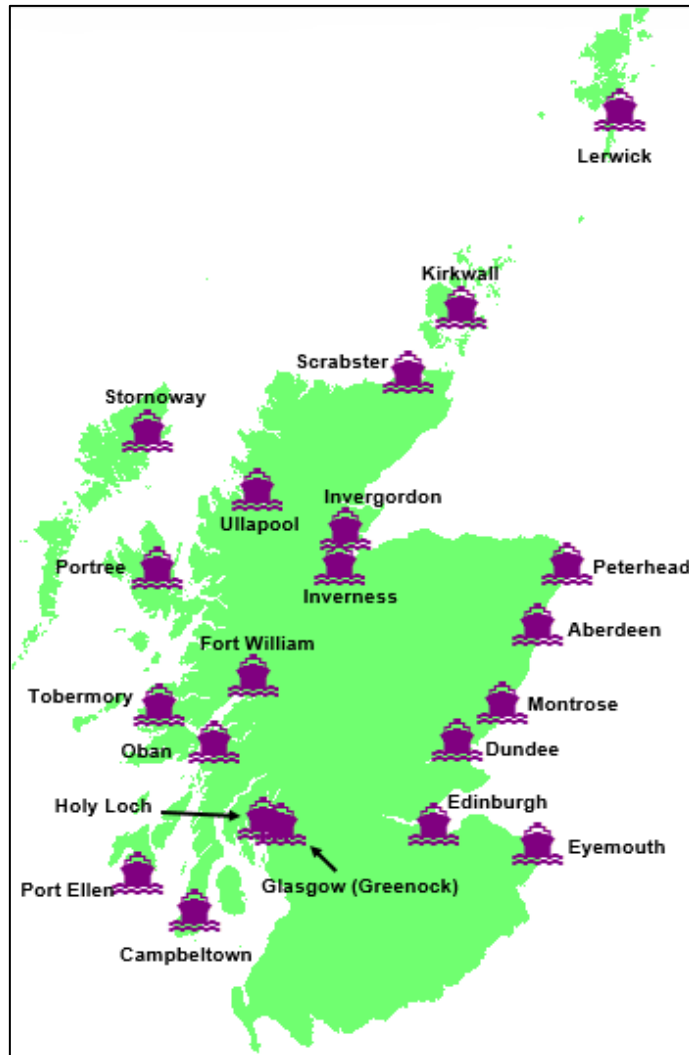 Lerwick
Kirkwall
Scrabster
Stornoway
Ullapool
Invergordon
Portree
Inverness
Peterhead
Aberdeen
Fort William
Tobermory
Montrose
Oban
Dundee
Holy Loch
Edinburgh
Eyemouth
Port Ellen
Glasgow (Greenock)
Campbeltown